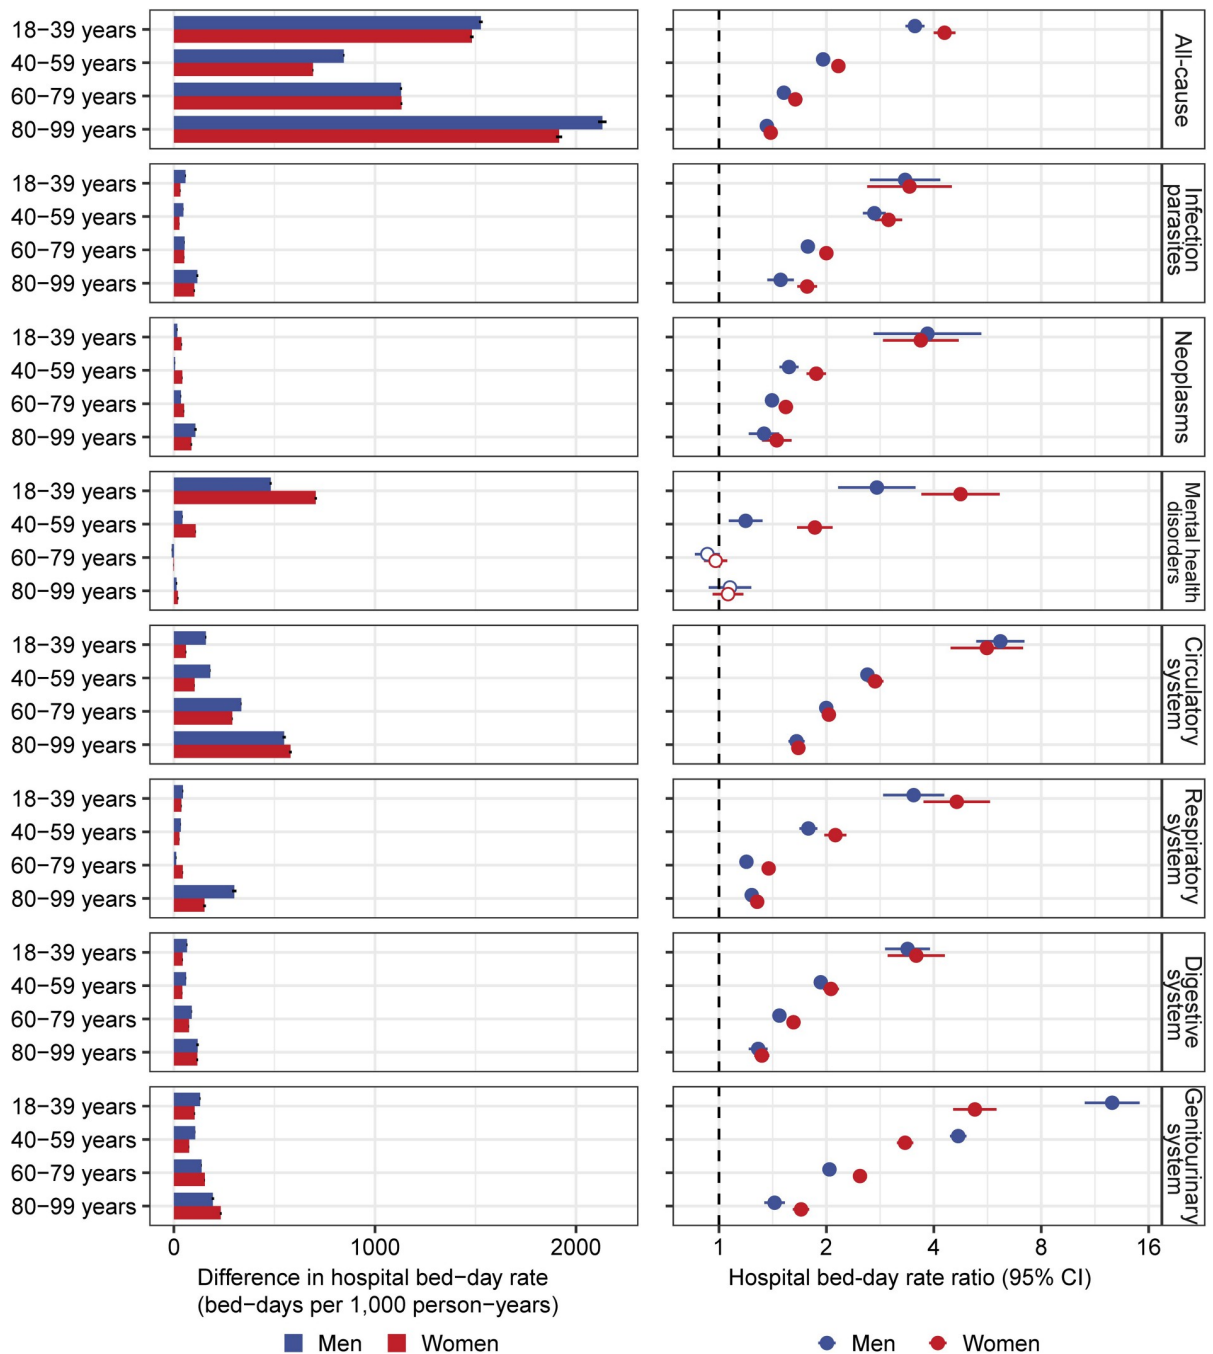 18−39 years
40−59 years
60−79 years
80−99 years
All-cause
18−39 years
40−59 years
60−79 years
80−99 years
Infection
parasites
18−39 years
40−59 years
60−79 years
80−99 years
Neoplasms
18−39 years
40−59 years
60−79 years
80−99 years
Mental health
disorders
18−39 years
40−59 years
60−79 years
80−99 years
Circulatory
system
18−39 years
40−59 years
60−79 years
80−99 years
Respiratory
system
18−39 years
40−59 years
60−79 years
80−99 years
Digestive
system
18−39 years
40−59 years
60−79 years
80−99 years
Genitourinary
system
0 1000 2000
1 2 4 8 16
Difference in hospital bed−day rate
(bed−days per 1,000 person−years)
Hospital bed-day rate ratio (95% CI)
Men Women
Men Women